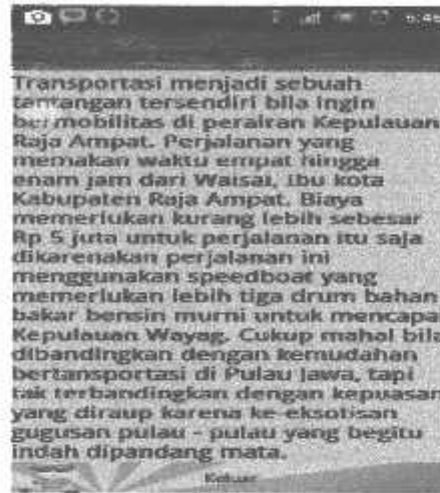 6:46
Transportasi menjadi sebuah
tantangan tersendiri bila ingin
bermobilitas di perairan Kepulauan
Raja Ampat. Perjalanan yang
memakan waktu empat hingga
enam jam dari Waisai, Ibu kota
Kabupaten Raja Ampat. Biaya
memerlukan kurang lebih sebesar
Rp 5 juta untuk perjalanan itu saja
dikarenakan perjalanan ini
menggunakan speedboat yang
memerlukan lebih tiga drum bahan
bakar bensin murni untuk mencapa
Kepulauan Wayag. Cukup mahal bila
dibandingkan dengan kemudahan
bertansportasi di Pulau Jawa, tapi
tak terbandingkan dengan kepuasan
yang diraup karena ke-eksotisan
gugusan pulau - pulau yang begitu
indah dipandang mata.
Keluar